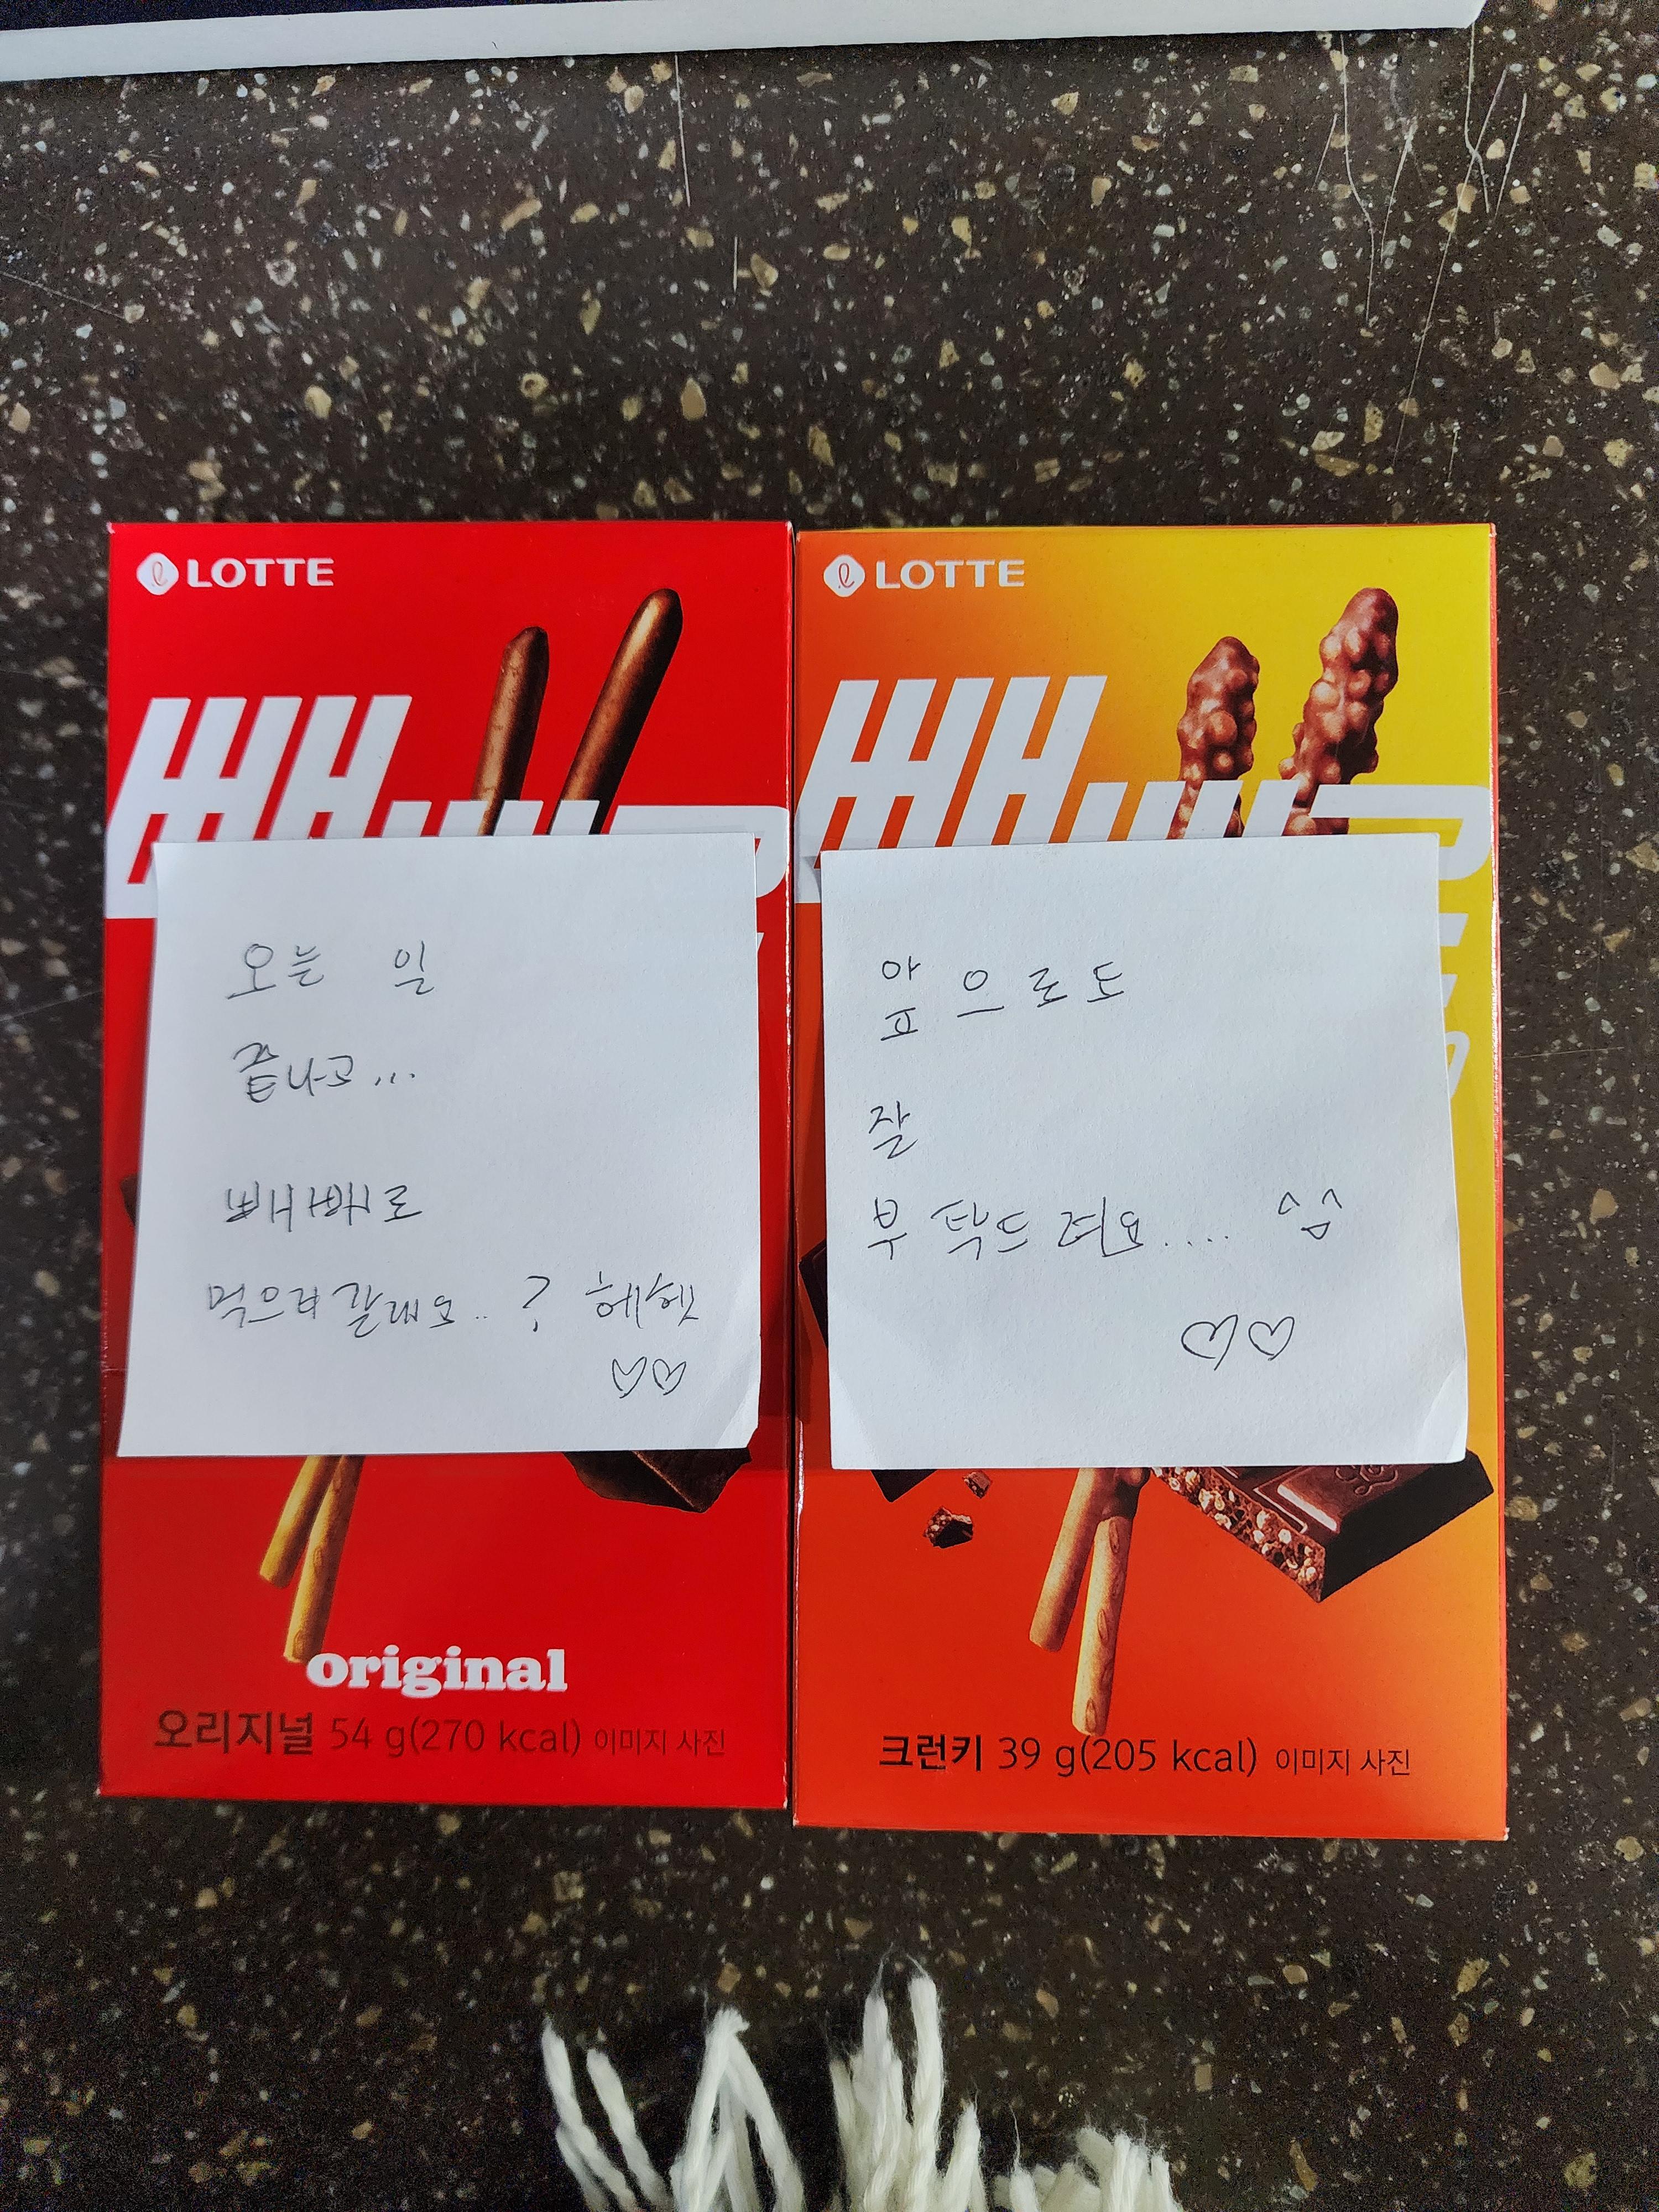 LOTTE
오늘 일
끝나고...
빼빼로
먹으러갈래요..? 헤헷
♡♡
original
오리지널 54 g(270 kcal) 이미지 사진
LOTTE
앞으로도
잘
부탁드려요.....^^
♡♡
크런키 39 g(205 kcal) 이미지 사진